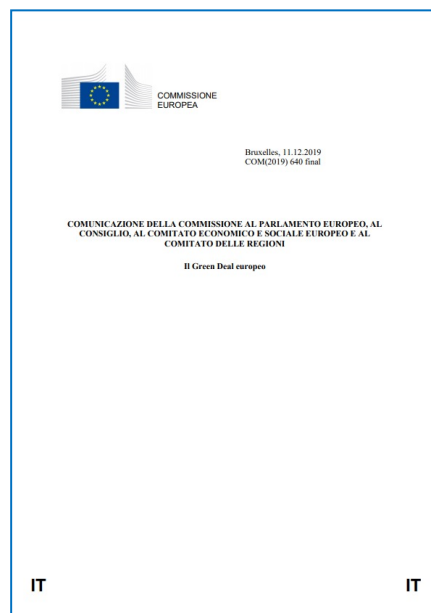 COMMISSIONE
EUROPEA
Bruxelles, 11.12.2019
COM(2019) 640 final
COMUNICAZIONE DELLA COMMISSIONE AL PARLAMENTO EUROPEO, AL
CONSIGLIO, AL COMITATO ECONOMICO E SOCIALE EUROPEO E AL
COMITATO DELLE REGIONI
Il Green Deal europeo
IT
IT